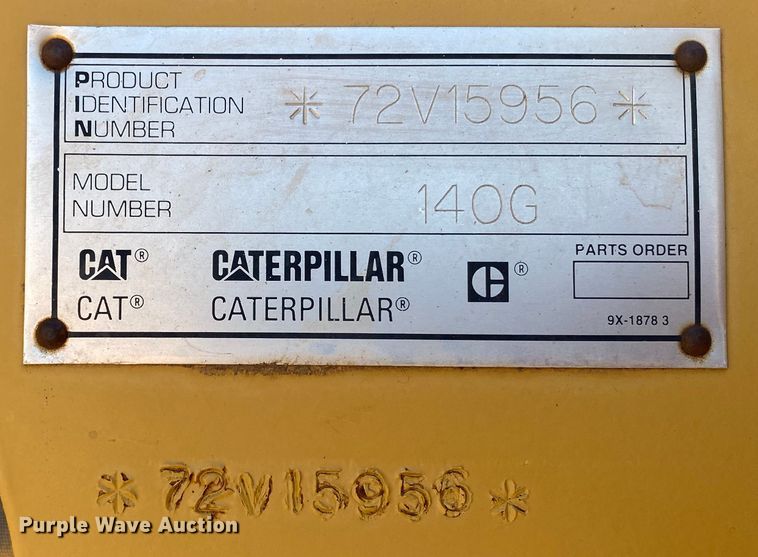 PRODUCT
IDENTIFICATION
NUMBER
*72V15956*
MODEL
NUMBER
140G
CAT® CATERPILLAR® C®
CAT® CATERPILLAR®
PARTS ORDER
9X-1878 3
*72V15956*
Purple Wave Auction